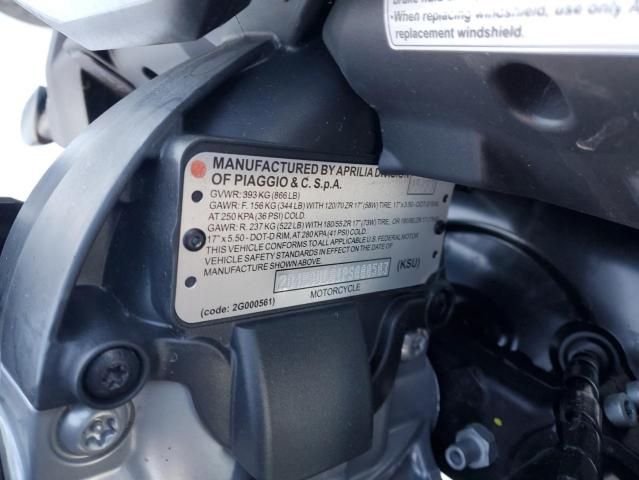 •When replacing windshield, use only
replacement windshield.
MANUFACTURED BY APRILIA DIVISION
OF PIAGGIO & C. S.p.A.
GVWR: 393 KG (866 LB)
GAWR: F. 156 KG (344 LB) WITH 120/70 ZR 17" (58W) TIRE, 17" x 3.50
AT 250 KPA (36 PSI) COLD.
GAWR: R. 237 KG (522 LB) WITH 180/55 ZR 17" (73W) TIRE, OR
17" x 5.50 - DOT-D RIM, AT 280 KPA (41 PSI) COLD.
THIS VEHICLE CONFORMS TO ALL APPLICABLE U.S. FEDERAL MOTOR
VEHICLE SAFETY STANDARDS IN EFFECT ON THE DATE OF
MANUFACTURE SHOWN ABOVE.
(KSU)
MOTORCYCLE
(code: 2G000561)